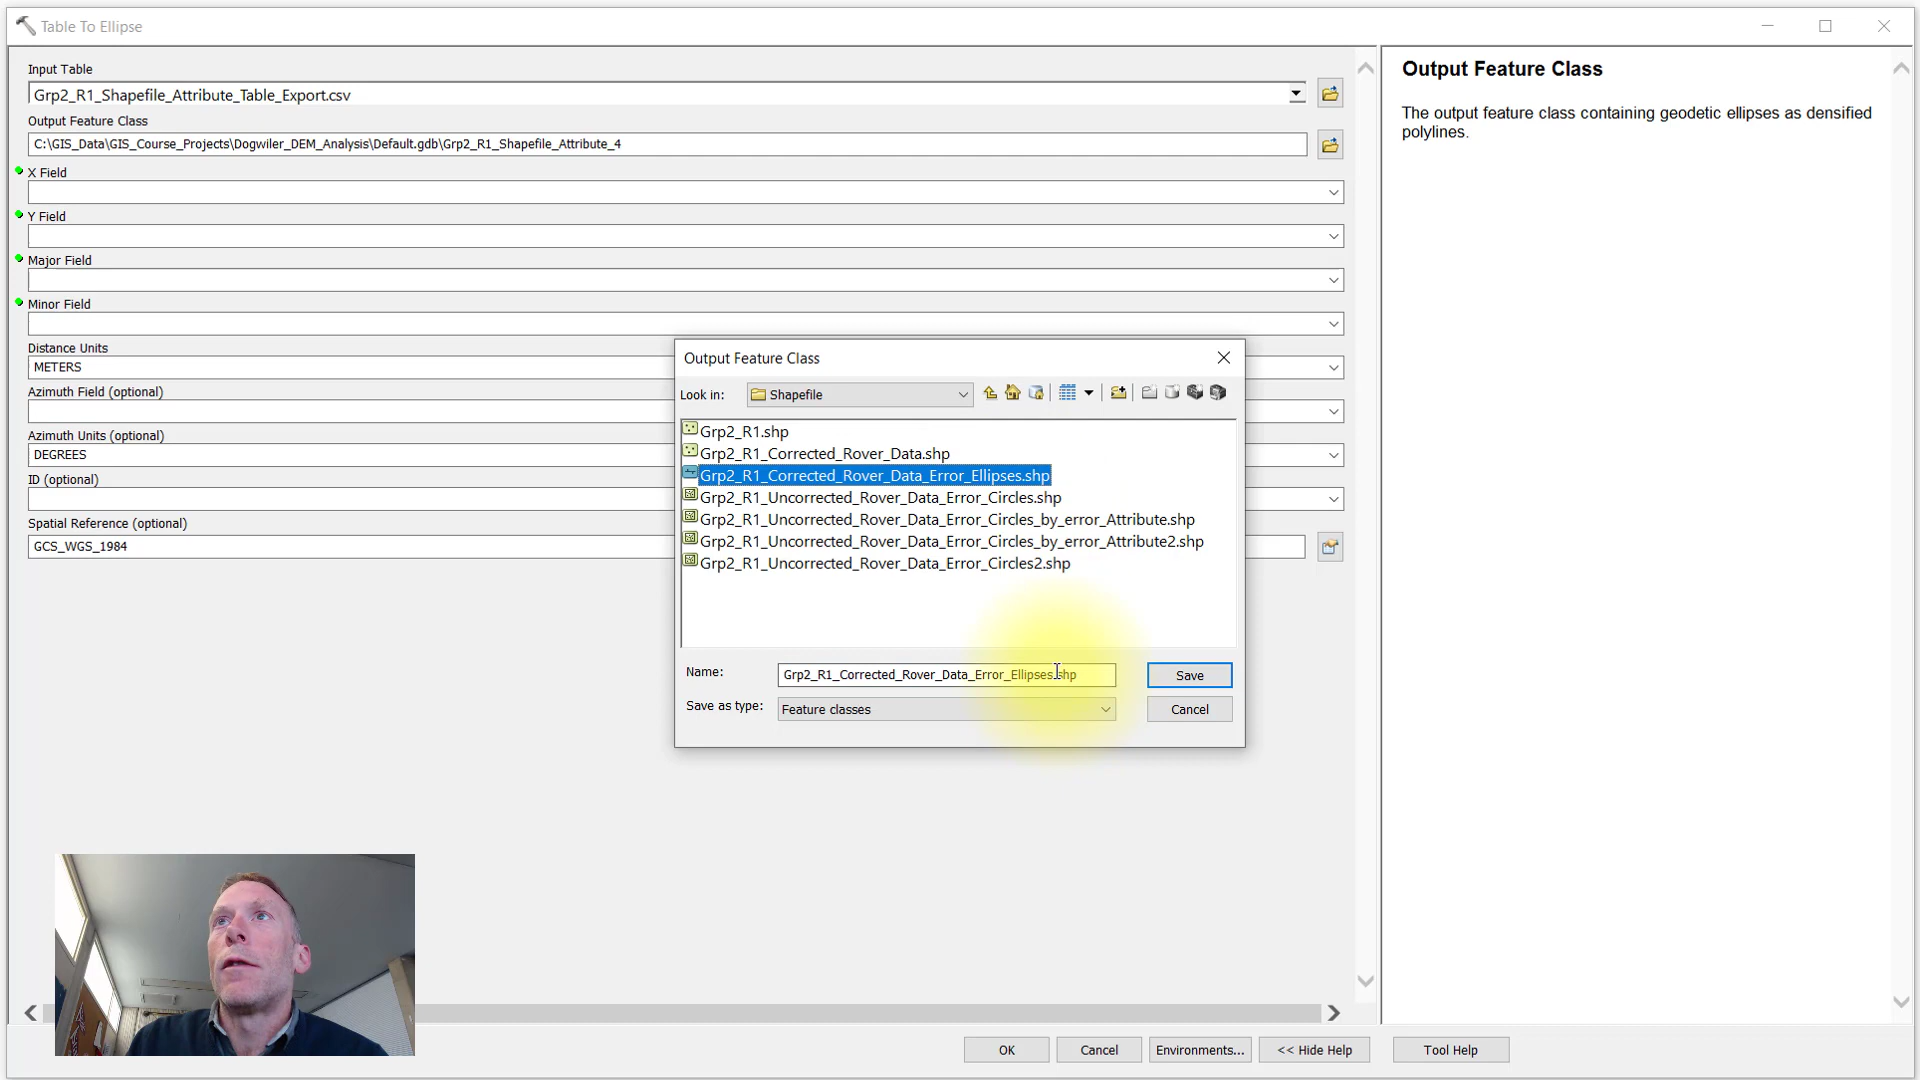 Table To Ellipse
Input Table
Grp2_R1_Shapefile_Attribute_Table_Export.csv
Output Feature Class
C:\GIS_Data\GIS_Course_Projects\Dogwiler_DEM_Analysis\Default.gdb\Grp2_R1_Shapefile_Attribute_4
X Field
Y Field
Major Field
Minor Field
Distance Units
METERS
Azimuth Field (optional)
Azimuth Units (optional)
DEGREES
ID (optional)
Spatial Reference (optional)
GCS_WGS_1984
Output Feature Class
Look in:
Shapefile
Grp2_R1.shp
Grp2_R1_Corrected_Rover_Data.shp
Grp2_R1_Corrected_Rover_Data_Error_Ellipses.shp
Grp2_R1_Uncorrected_Rover_Data_Error_Circles.shp
Grp2_R1_Uncorrected_Rover_Data_Error_Circles_by_error_Attribute.shp
Grp2_R1_Uncorrected_Rover_Data_Error_Circles_by_error_Attribute2.shp
Grp2_R1_Uncorrected_Rover_Data_Error_Circles2.shp
Name:
Grp2_R1_Corrected_Rover_Data_Error_Ellipses.shp
Save
Save as type:
Feature classes
Cancel
OK
Cancel
Environments...
<< Hide Help
Tool Help
Output Feature Class
The output feature class containing geodetic ellipses as densified
polylines.